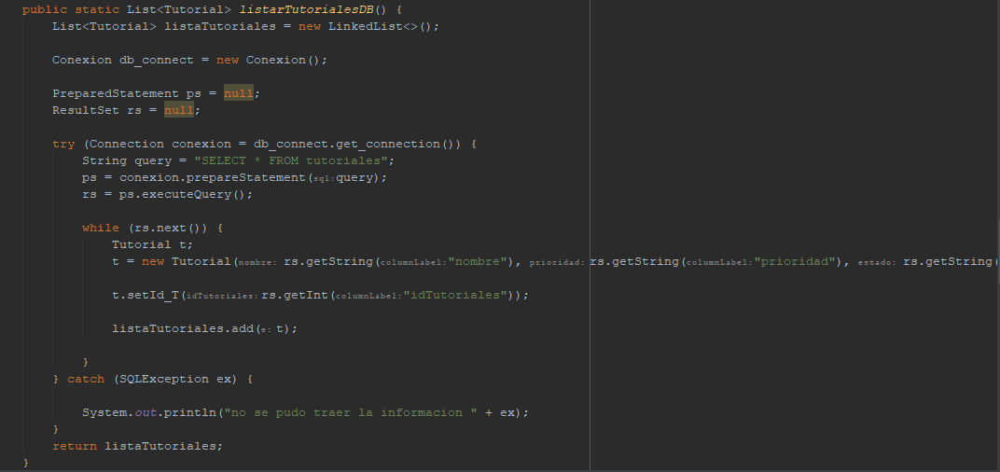 public static List<Tutorial> listarTutorialesDB() {
List<Tutorial> listaTutoriales = new LinkedList<>();
Conexion db_connect = new Conexion();
PreparedStatement ps = null;
ResultSet rs = null;
try (Connection conexion = db_connect.get_connection()) {
String query = "SELECT * FROM tutoriales";
ps = conexion.prepareStatement(sql:query);
rs = ps.executeQuery();
while (rs.next()) {
Tutorial t;
t = new Tutorial(nombre: rs.getString(columnLabel:"nombre"), prioridad: rs.getString(columnLabel:"prioridad"), estado: rs.getString(
t.setId_T(idTutoriales: rs.getInt(columnLabel:"idTutoriales"));
listaTutoriales.add(e: t);
}
} catch (SQLException ex) {
System.out.println("no se pudo traer la informacion " + ex);
}
return listaTutoriales;
}